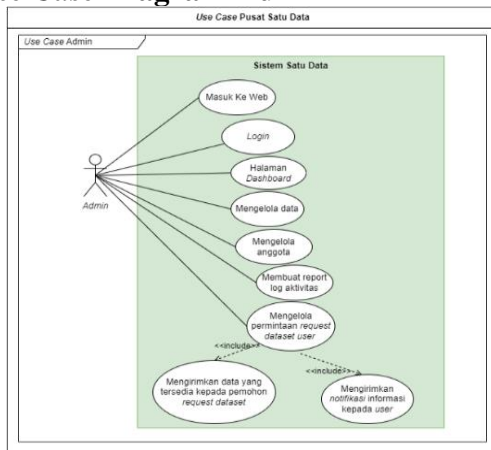 Use Case Pusat Satu Data
Use Case Admin
Sistem Satu Data
Masuk Ke Web
Login
Halaman
Dashboard
Admin
Mengelola data
Mengelola
anggota
Membuat report
log aktivitas
Mengelola
permintaan request
dataset user
<<include>>
<<include>>
Mengirimkan data yang
tersedia kepada pemohon
request dataset
Mengirimkan
notifikasi informasi
kepada user